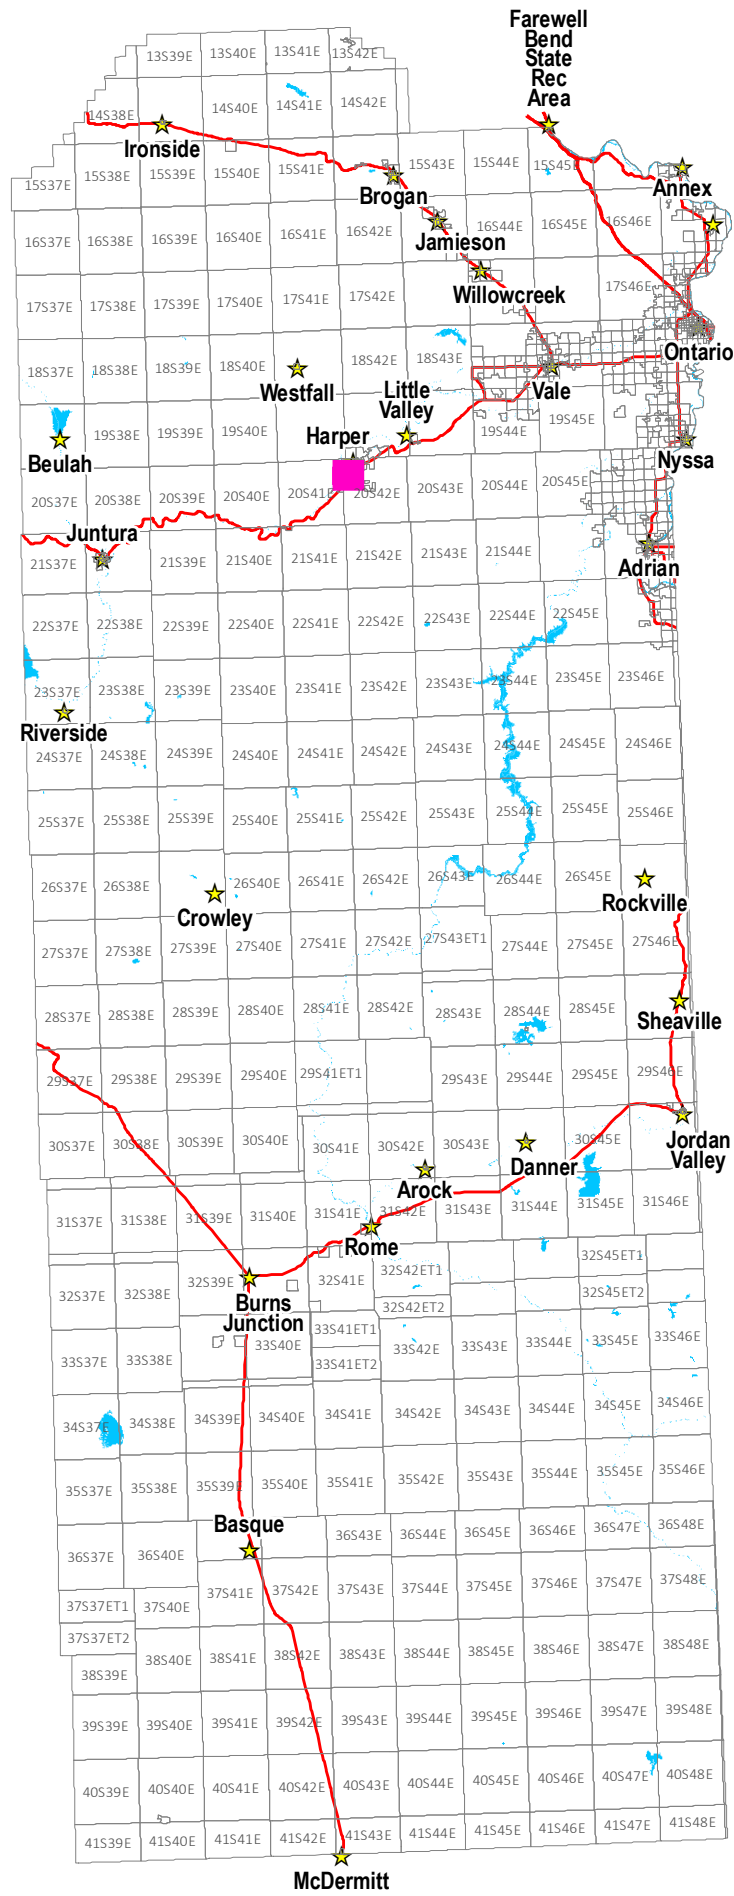 Farewell
Bend
State
Rec
Area
13S39E 13S40E 13S41E 13S42E
14S38E 14S40E 14S41E 14S42E
Ironside
15S37E 15S38E 15S39E 15S40E 15S41E 15S43E 15S44E 15S45E
Brogan
Annex
16S37E 16S38E 16S39E 16S40E 16S41E 16S42E 16S44E 16S45E 16S46E
Jamieson
Willowcreek
17S37E 17S38E 17S39E 17S40E 17S41E 17S42E 17S46E
Ontario
18S37E 18S38E 18S39E 18S40E 18S42E 18S43E
Westfall
Vale
Little
Valley
19S38E 19S39E 19S40E 19S44E 19S45E
Harper
Beulah
Nyssa
20S37E 20S38E 20S39E 20S40E 20S41E 20S42E 20S43E 20S44E 20S45E
Juntura
21S37E 21S39E 21S40E 21S41E 21S42E 21S43E 21S44E
Adrian
22S37E 22S38E 22S39E 22S40E 22S41E 22S42E 22S43E 22S44E 22S45E
23S37E 23S38E 23S39E 23S40E 23S41E 23S42E 23S43E 23S44E 23S45E 23S46E
Riverside
24S37E 24S38E 24S39E 24S40E 24S41E 24S42E 24S43E 24S44E 24S45E 24S46E
25S37E 25S38E 25S39E 25S40E 25S41E 25S42E 25S43E 25S44E 25S45E 25S46E
26S37E 26S38E 26S40E 26S41E 26S42E 26S43E 26S44E 26S45E
Crowley
Rockville
27S37E 27S38E 27S39E 27S40E 27S41E 27S42E 27S43ET1 27S44E 27S45E 27S46E
28S37E 28S38E 28S39E 28S40E 28S41E 28S42E 28S43E 28S44E 28S45E
Sheaville
29S37E 29S38E 29S39E 29S40E 29S41ET1 29S43E 29S44E 29S45E 29S46E
30S37E 30S38E 30S39E 30S40E 30S41E 30S42E 30S43E 30S45E
Jordan
Valley
Danner
Arock
31S37E 31S38E 31S39E 31S40E 31S41E 31S42E 31S43E 31S44E 31S45E 31S46E
Rome
32S37E 32S38E 32S39E 32S41E 32S42ET1 32S45ET1
32S42ET2 32S45ET2
Burns
Junction
33S37E 33S38E 33S40E 33S41ET1 33S42E 33S43E 33S44E 33S45E 33S46E
33S41ET2
34S37E 34S38E 34S39E 34S40E 34S41E 34S42E 34S43E 34S44E 34S45E 34S46E
35S37E 35S38E 35S39E 35S40E 35S41E 35S42E 35S43E 35S44E 35S45E 35S46E
Basque
36S37E 36S40E 36S43E 36S44E 36S45E 36S46E 36S47E 36S48E
37S37ET1 37S40E 37S41E 37S42E 37S43E 37S44E 37S45E 37S46E 37S47E 37S48E
37S37ET2
38S39E 38S40E 38S41E 38S42E 38S43E 38S44E 38S45E 38S46E 38S47E 38S48E
39S39E 39S40E 39S41E 39S42E 39S43E 39S44E 39S45E 39S46E 39S47E 39S48E
40S39E 40S40E 40S41E 40S42E 40S43E 40S44E 40S45E 40S46E 40S47E 40S48E
41S39E 41S40E 41S41E 41S42E 41S43E 41S44E 41S45E 41S46E 41S47E 41S48E
McDermitt